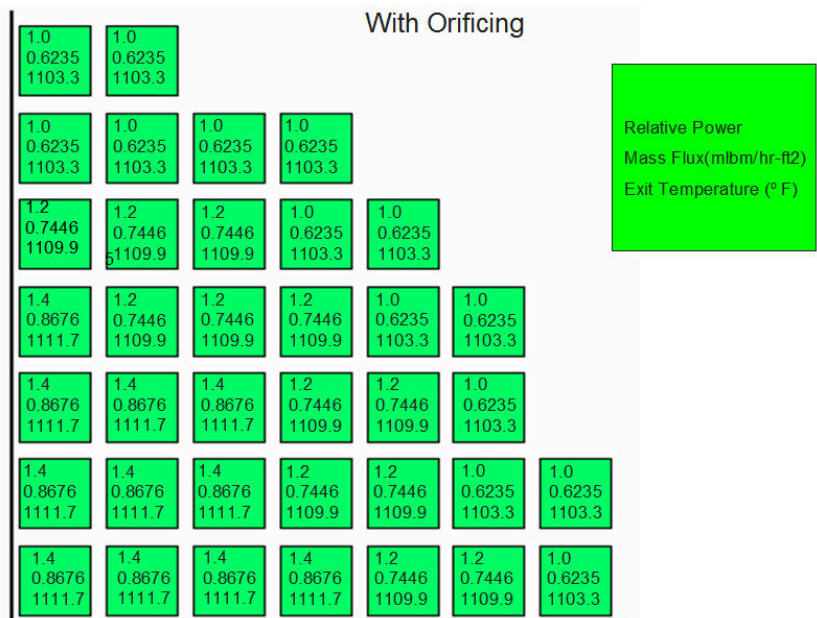 With Orificing
1.0 1.0
0.6235 0.6235
1103.3 1103.3
Relative Power
Mass Flux(mlbm/hr-ft2)
Exit Temperature (º F)
1.0 1.0 1.0 1.0
0.6235 0.6235 0.6235 0.6235
1103.3 1103.3 1103.3 1103.3
1.2 1.2 1.2 1.0 1.0
0.7446 0.7446 0.7446 0.6235 0.6235
1109.9 51109.9 1109.9 1103.3 1103.3
1.4 1.2 1.2 1.2 1.0 1.0
0.8676 0.7446 0.7446 0.7446 0.6235 0.6235
1111.7 1109.9 1109.9 1109.9 1103.3 1103.3
1.4 1.4 1.4 1.2 1.2 1.0
0.8676 0.8676 0.8676 0.7446 0.7446 0.6235
1111.7 1111.7 1111.7 1109.9 1109.9 1103.3
1.4 1.4 1.4 1.2 1.2 1.0 1.0
0.8676 0.8676 0.8676 0.7446 0.7446 0.6235 0.6235
1111.7 1111.7 1111.7 1109.9 1109.9 1103.3 1103.3
1.4 1.4 1.4 1.4 1.2 1.2 1.0
0.8676 0.8676 0.8676 0.8676 0.7446 0.7446 0.6235
1111.7 1111.7 1111.7 1111.7 1109.9 1109.9 1103.3